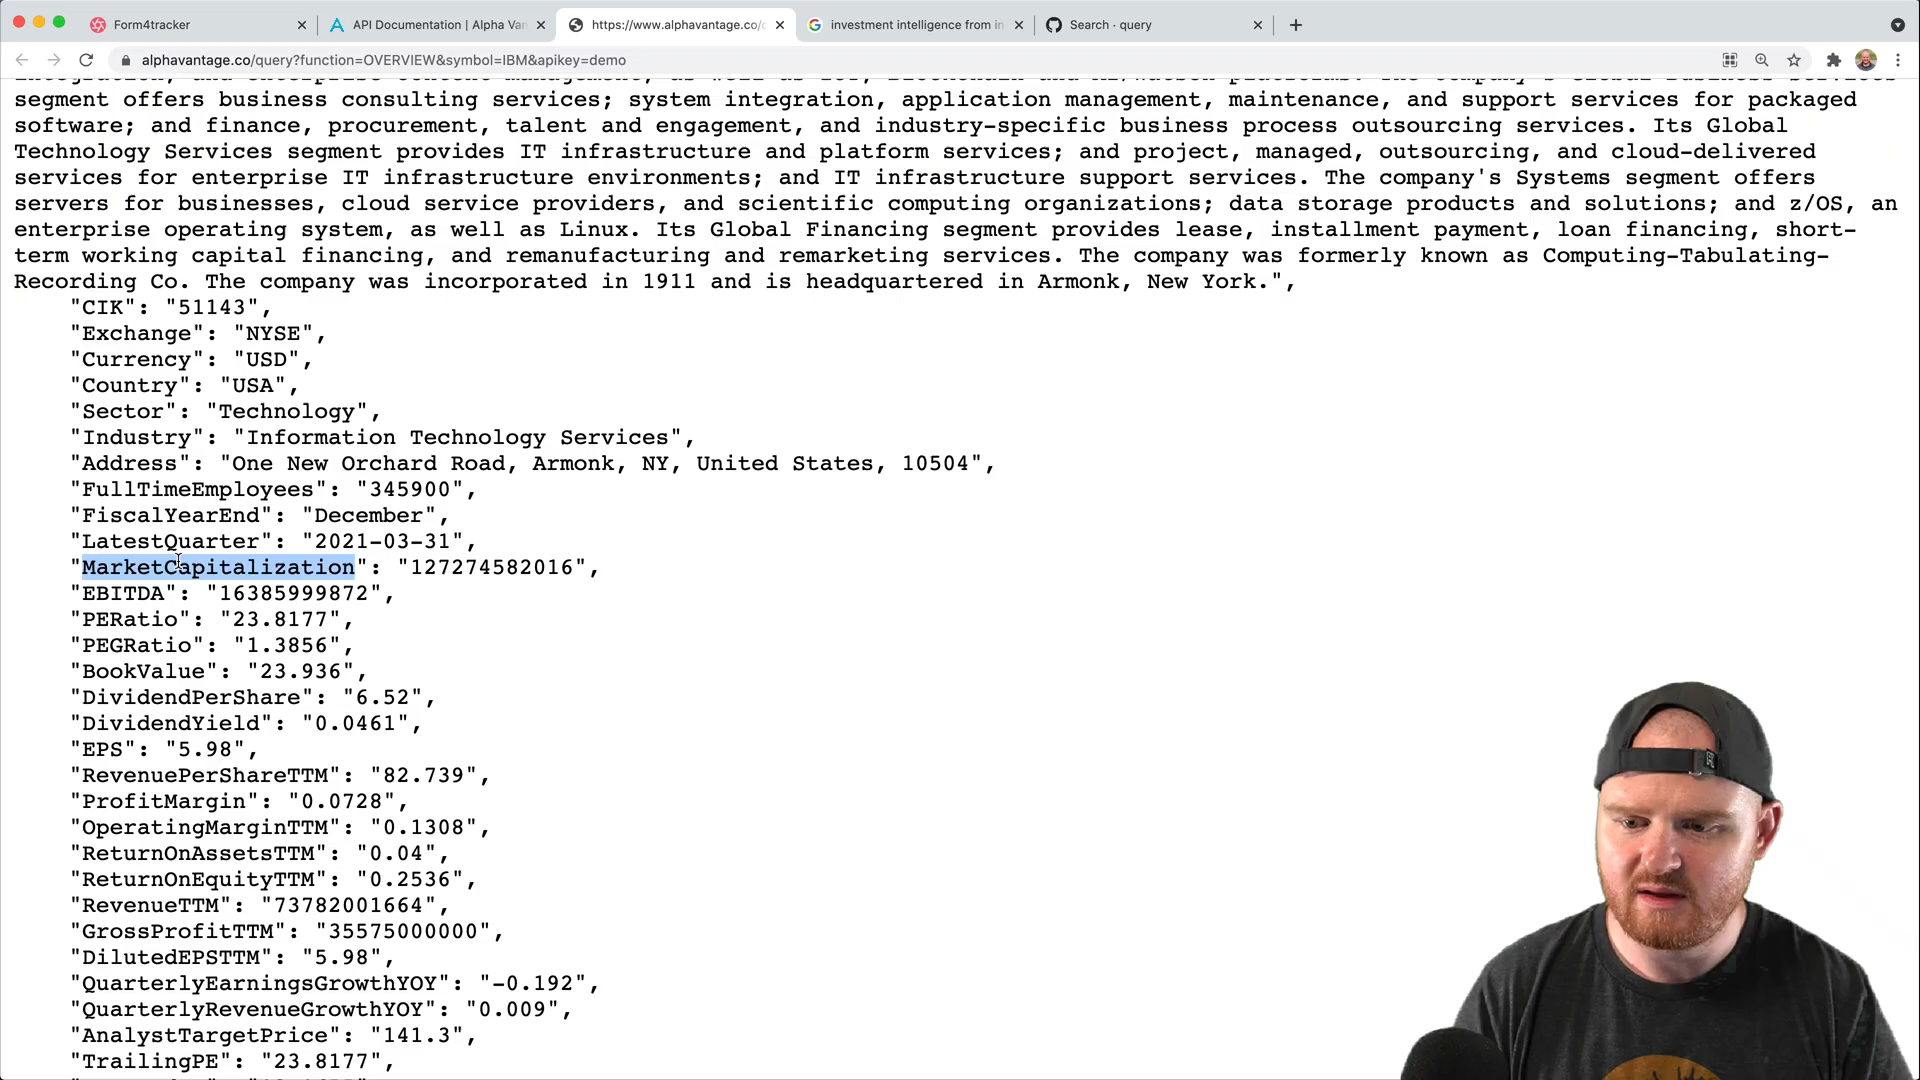 Form4tracker
API Documentation | Alpha Van
https://www.alphavantage.co/
investment intelligence from in
Search · query
alphavantage.co/query?function=OVERVIEW&symbol=IBM&apikey=demo
segment offers business consulting services; system integration, application management, maintenance, and support services for packaged
software; and finance, procurement, talent and engagement, and industry-specific business process outsourcing services. Its Global
Technology Services segment provides IT infrastructure and platform services; and project, managed, outsourcing, and cloud-delivered
services for enterprise IT infrastructure environments; and IT infrastructure support services. The company's Systems segment offers
servers for businesses, cloud service providers, and scientific computing organizations; data storage products and solutions; and z/OS, an
enterprise operating system, as well as Linux. Its Global Financing segment provides lease, installment payment, loan financing, short-
term working capital financing, and remanufacturing and remarketing services. The company was formerly known as Computing-Tabulating-
Recording Co. The company was incorporated in 1911 and is headquartered in Armonk, New York.",
"CIK": "51143",
"Exchange": "NYSE",
"Currency": "USD",
"Country": "USA",
"Sector": "Technology",
"Industry": "Information Technology Services",
"Address": "One New Orchard Road, Armonk, NY, United States, 10504",
"FullTimeEmployees": "345900",
"FiscalYearEnd": "December",
"LatestQuarter": "2021-03-31",
"MarketCapitalization": "127274582016",
"EBITDA": "16385999872",
"PERatio": "23.8177",
"PEGRatio": "1.3856",
"BookValue": "23.936",
"DividendPerShare": "6.52",
"DividendYield": "0.0461",
"EPS": "5.98",
"RevenuePerShareTTM": "82.739",
"ProfitMargin": "0.0728",
"OperatingMarginTTM": "0.1308",
"ReturnOnAssetsTTM": "0.04",
"ReturnOnEquityTTM": "0.2536",
"RevenueTTM": "73782001664",
"GrossProfitTTM": "35575000000",
"DilutedEPSTTM": "5.98",
"QuarterlyEarningsGrowthYOY": "-0.192",
"QuarterlyRevenueGrowthYOY": "0.009",
"AnalystTargetPrice": "141.3",
"TrailingPE": "23.8177",